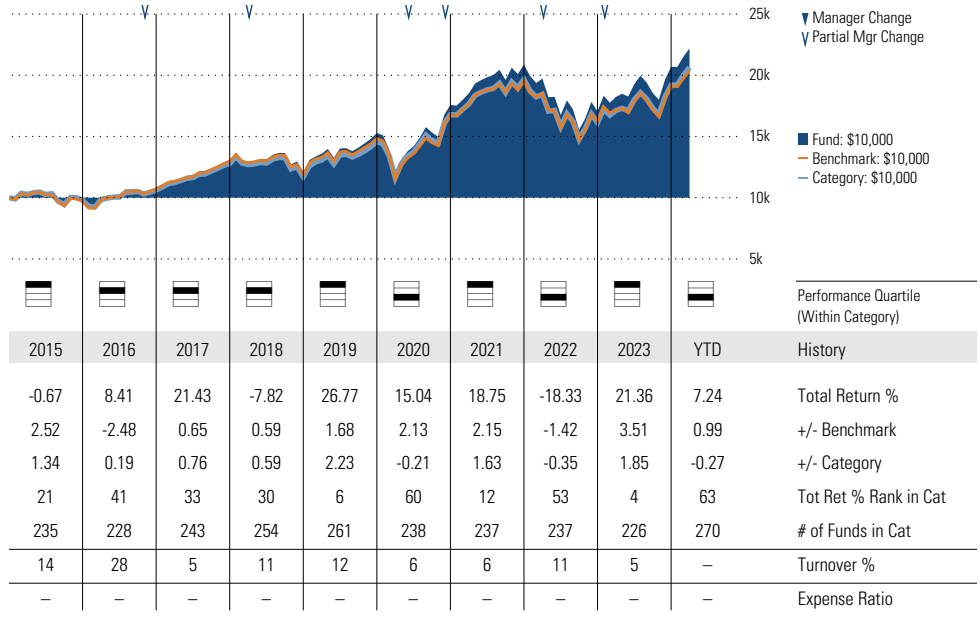 25k
20k
15k
10k
5k
Manager Change
Partial Mgr Change
Fund: $10,000
Benchmark: $10,000
Category: $10,000
Performance Quartile
(Within Category)
2015 2016 2017 2018 2019 2020 2021 2022 2023 YTD History
-0.67 8.41 21.43 -7.82 26.77 15.04 18.75 -18.33 21.36 7.24 Total Return %
2.52 -2.48 0.65 0.59 1.68 2.13 2.15 -1.42 3.51 0.99 +/- Benchmark
1.34 0.19 0.76 0.59 2.23 -0.21 1.63 -0.35 1.85 -0.27 +/- Category
21 41 33 30 6 60 12 53 4 63 Tot Ret % Rank in Cat
235 228 243 254 261 238 237 237 226 270 # of Funds in Cat
14 28 5 11 12 6 6 11 5 – Turnover %
– – – – – – – – – – Expense Ratio